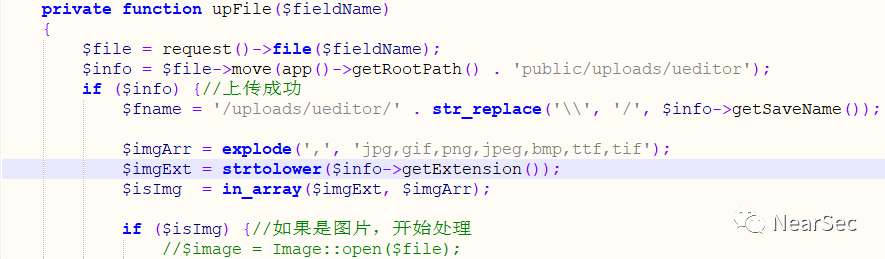 private function upFile($fieldName)
{
$file = request()->file($fieldName);
$info = $file->move(app()->getRootPath() . 'public/uploads/ueditor');
if ($info) {//上传成功
$fname = '/uploads/ueditor/' . str_replace('\\', '/', $info->getSaveName());
$imgArr = explode(',', 'jpg,gif,png,jpeg,bmp,ttf,tif');
$imgExt = strtolower($info->getExtension());
$isImg  = in_array($imgExt, $imgArr);
if ($isImg) {//如果是图片，开始处理
//$image = Image::open($file);
NearSec